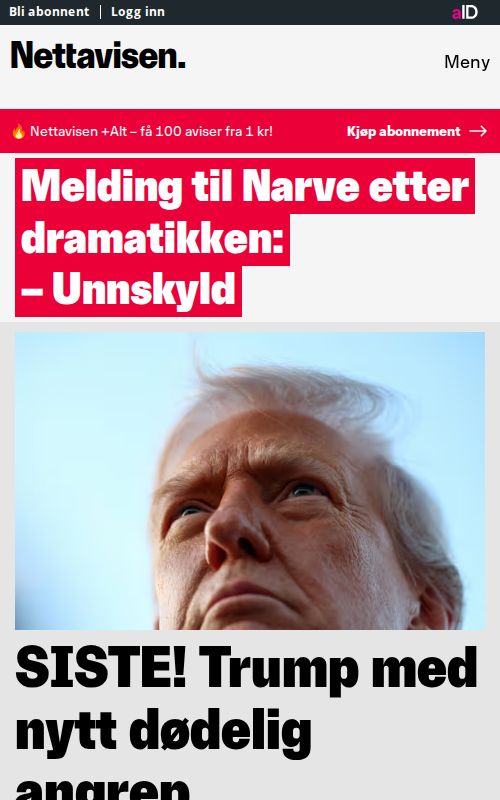 Bli abonnent | Logg inn
aID
Nettavisen.
Meny
🔥 Nettavisen +Alt – få 100 aviser fra 1 kr!
Kjøp abonnement →
Melding til Narve etter
dramatikken:
– Unnskyld
SISTE! Trump med
nytt dødelig
angrep